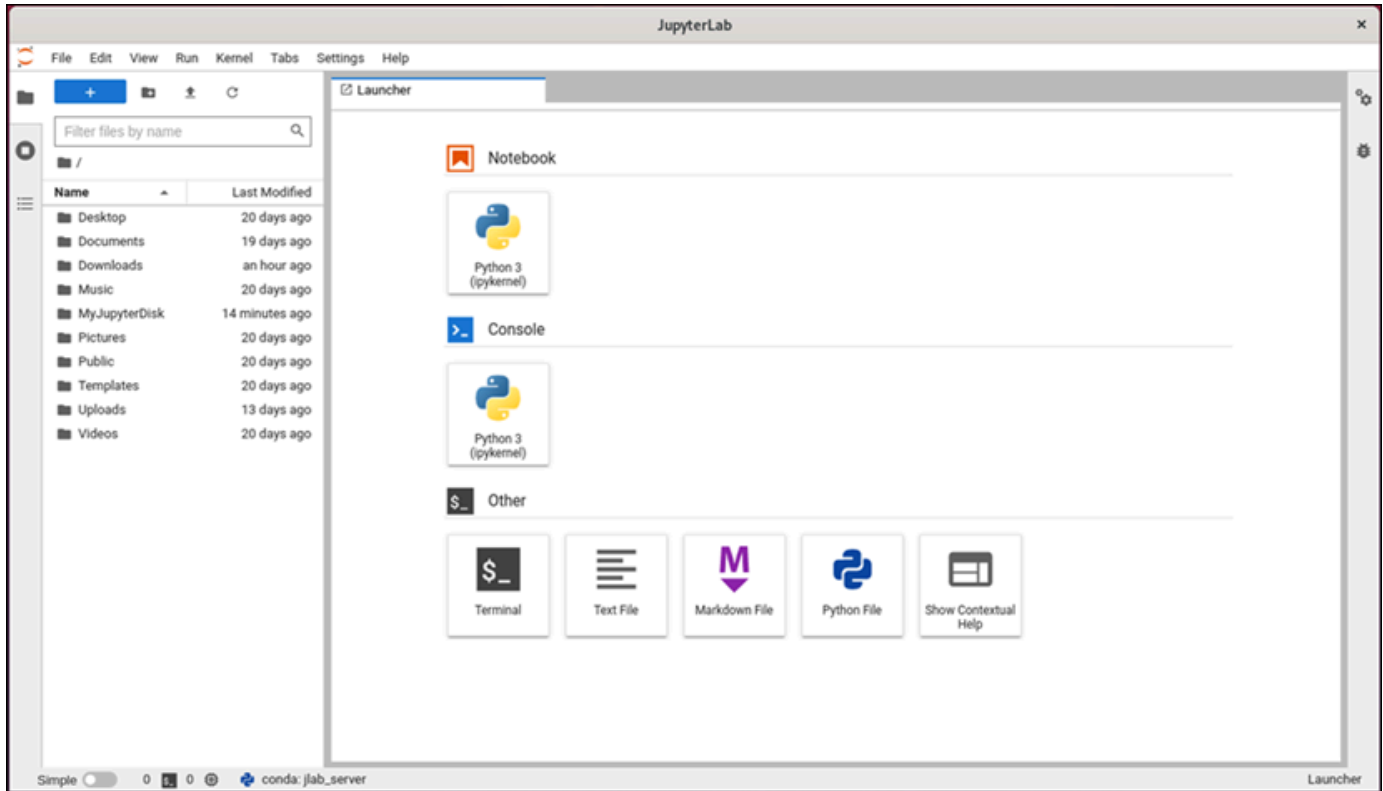 JupyterLab
File Edit View Run Kernel Tabs Settings Help
+
Launcher
Filter files by name
/
Name Last Modified
Desktop 20 days ago
Documents 19 days ago
Downloads an hour ago
Music 20 days ago
MyJupyterDisk 14 minutes ago
Pictures 20 days ago
Public 20 days ago
Templates 20 days ago
Uploads 13 days ago
Videos 20 days ago
Notebook
Python 3
(ipykernel)
>_ Console
Python 3
(ipykernel)
$_ Other
$_
M
Terminal Text File Markdown File Python File Show Contextual
Help
Simple 0 $_ 0 conda: jlab_server Launcher